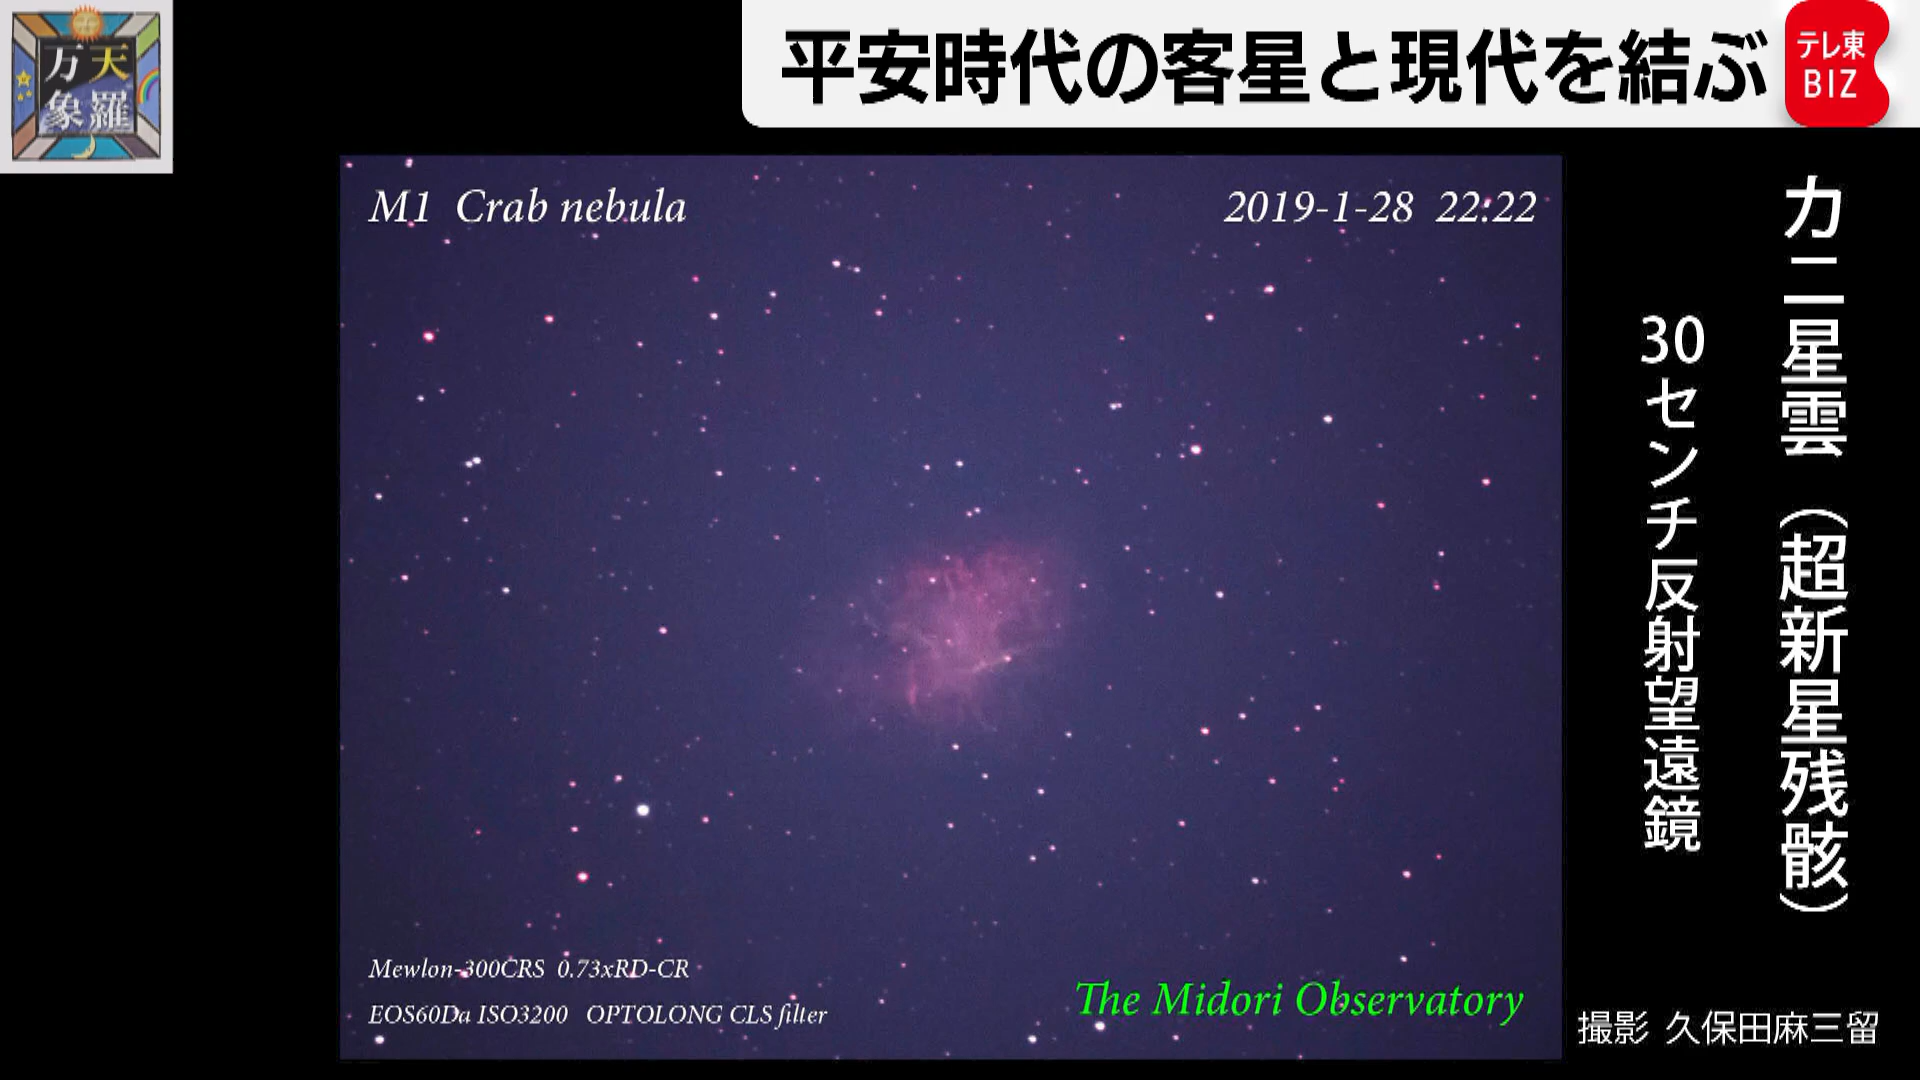 天羅
万象
平安時代の客星と現代を結ぶ
テレ東
BIZ
M1 Crab nebula
2019-1-28 22:22
カニ星雲（超新星残骸）
30センチ反射望遠鏡
Mewlon-300CRS 0.73xRD-CR
EOS60Da ISO3200 OPTOLONG CLS filter
The Midori Observatory
撮影 久保田麻三留